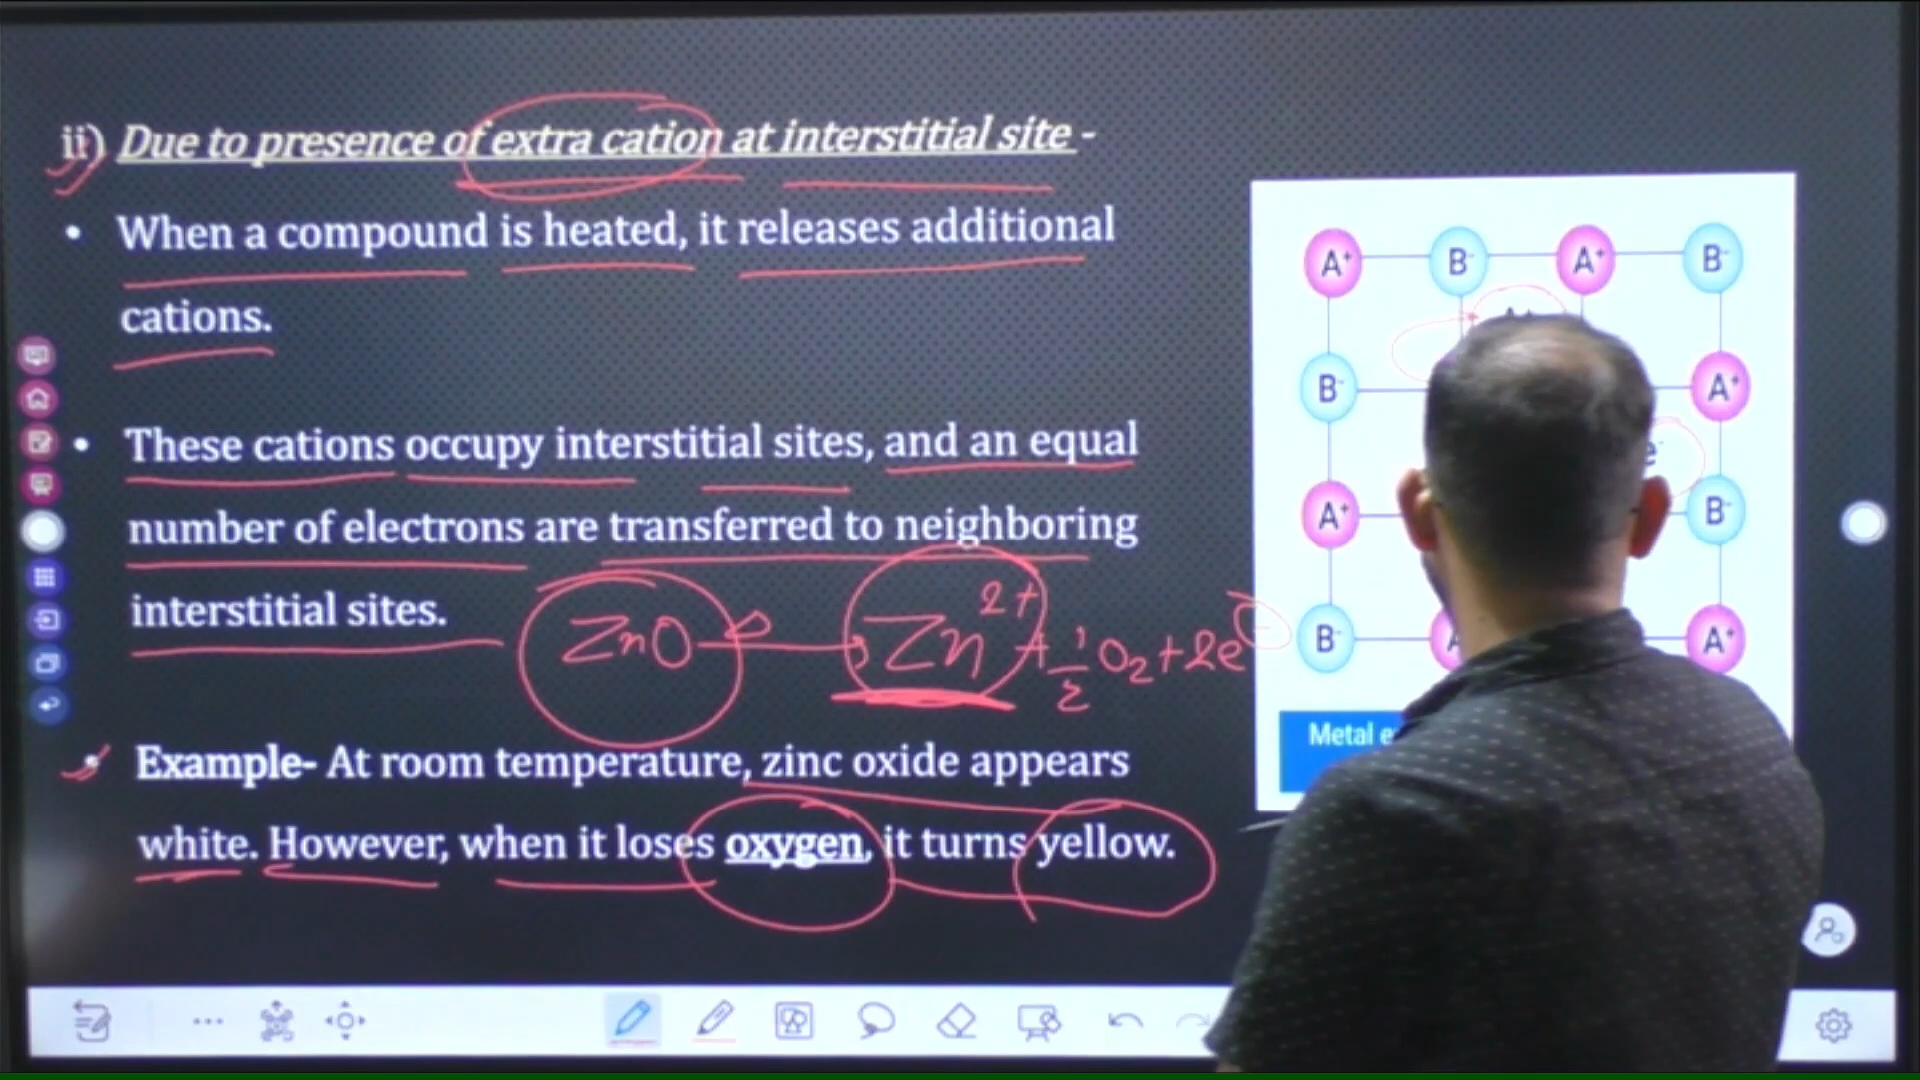 ii) Due to presence of extra cation at interstitial site -
• When a compound is heated, it releases additional
cations.
• These cations occupy interstitial sites, and an equal
number of electrons are transferred to neighboring
interstitial sites.
ZnO → Zn²⁺ + 1/2 O₂ + 2e⁻
• Example- At room temperature, zinc oxide appears
white. However, when it loses oxygen, it turns yellow.
A⁺ B⁻ A⁺ B⁻
B⁻ A⁺
e⁻
A⁺ B⁻
B⁻ A⁺
Metal